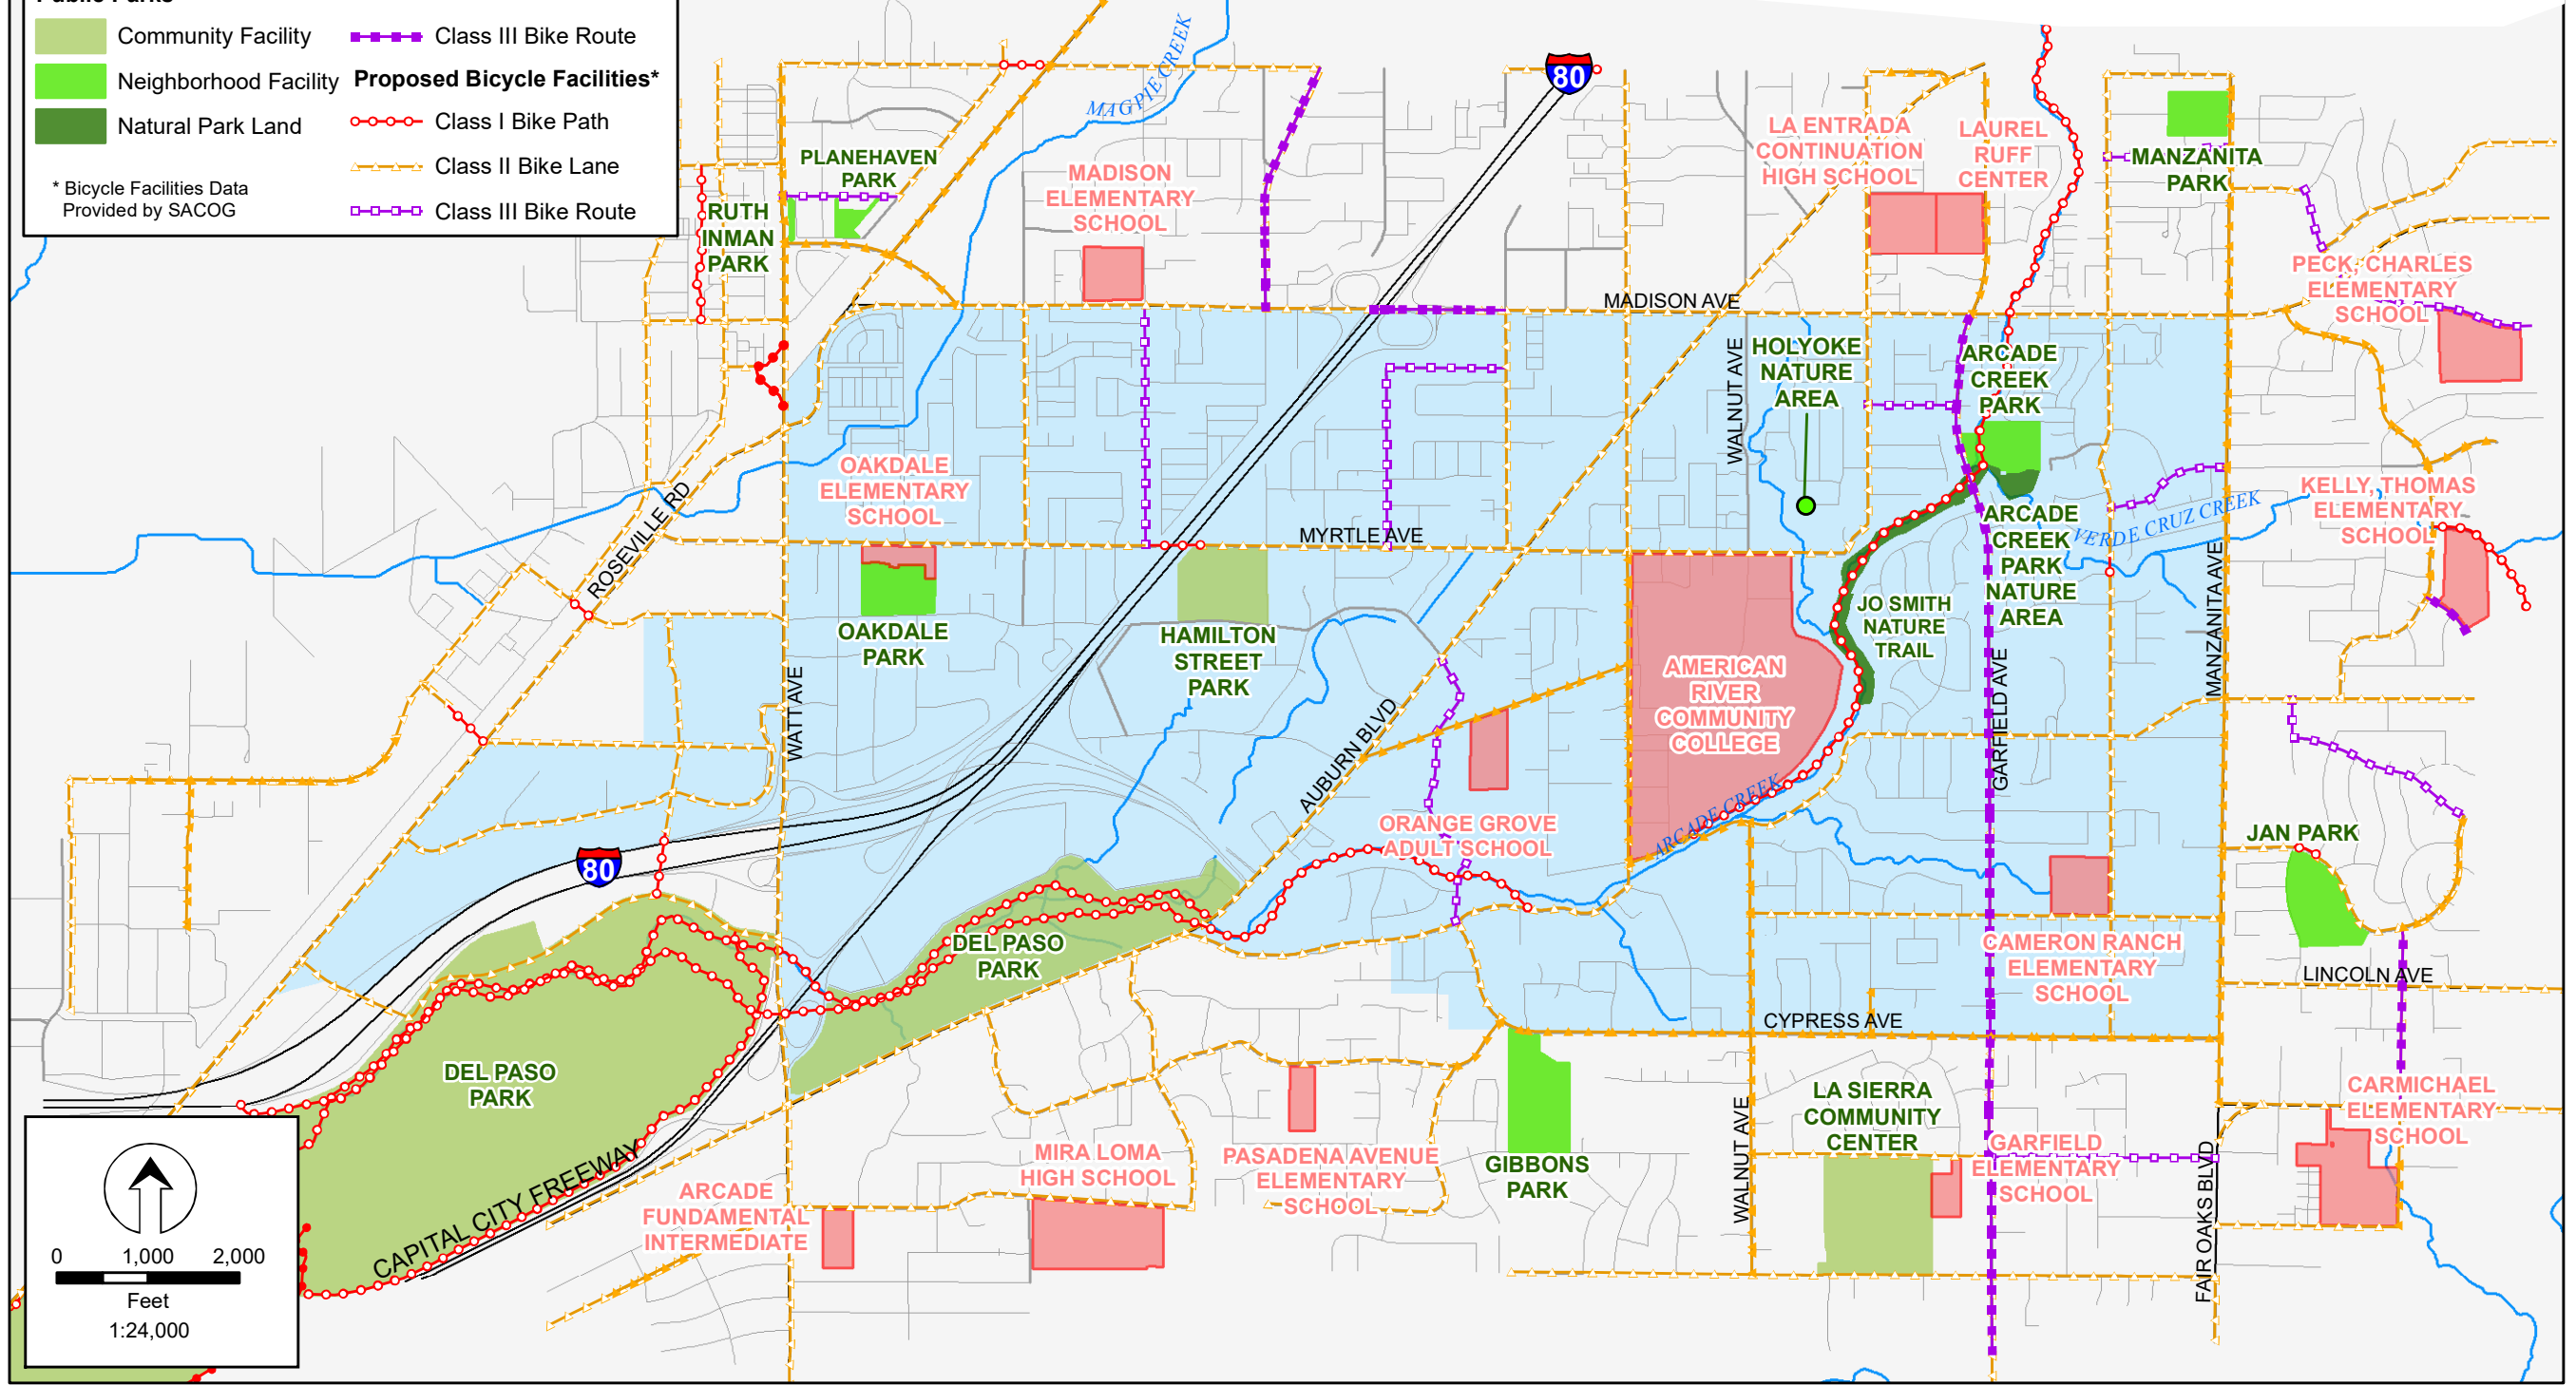 Community Facility
Neighborhood Facility
Natural Park Land
* Bicycle Facilities Data
Provided by SACOG
Class III Bike Route
Proposed Bicycle Facilities*
Class I Bike Path
Class II Bike Lane
Class III Bike Route
MAGPIE CREEK
80
PLANEHAVEN
PARK
RUTH
INMAN
PARK
MADISON
ELEMENTARY
SCHOOL
LA ENTRADA
CONTINUATION
HIGH SCHOOL
LAUREL
RUFF
CENTER
MANZANITA
PARK
PECK, CHARLES
ELEMENTARY
SCHOOL
MADISON AVE
WALNUT AVE
HOLYOKE
NATURE
AREA
ARCADE
CREEK
PARK
OAKDALE
ELEMENTARY
SCHOOL
ROSEVILLE RD
MYRTLE AVE
ARCADE
CREEK
PARK
NATURE
AREA
VERDE CRUZ CREEK
KELLY, THOMAS
ELEMENTARY
SCHOOL
MANZANITA AVE
OAKDALE
PARK
HAMILTON
STREET
PARK
JO SMITH
NATURE
TRAIL
AMERICAN
RIVER
COMMUNITY
COLLEGE
WATT AVE
AUBURN BLVD
GARFIELD AVE
ARCADE CREEK
ORANGE GROVE
ADULT SCHOOL
JAN PARK
80
DEL PASO
PARK
CAMERON RANCH
ELEMENTARY
SCHOOL
LINCOLN AVE
CYPRESS AVE
DEL PASO
PARK
LA SIERRA
COMMUNITY
CENTER
CARMICHAEL
ELEMENTARY
SCHOOL
WALNUT AVE
GARFIELD
ELEMENTARY
SCHOOL
MIRA LOMA
HIGH SCHOOL
PASADENA AVENUE
ELEMENTARY
SCHOOL
GIBBONS
PARK
FAIR OAKS BLVD
CAPITAL CITY FREEWAY
ARCADE
FUNDAMENTAL
INTERMEDIATE
0 1,000 2,000
Feet
1:24,000